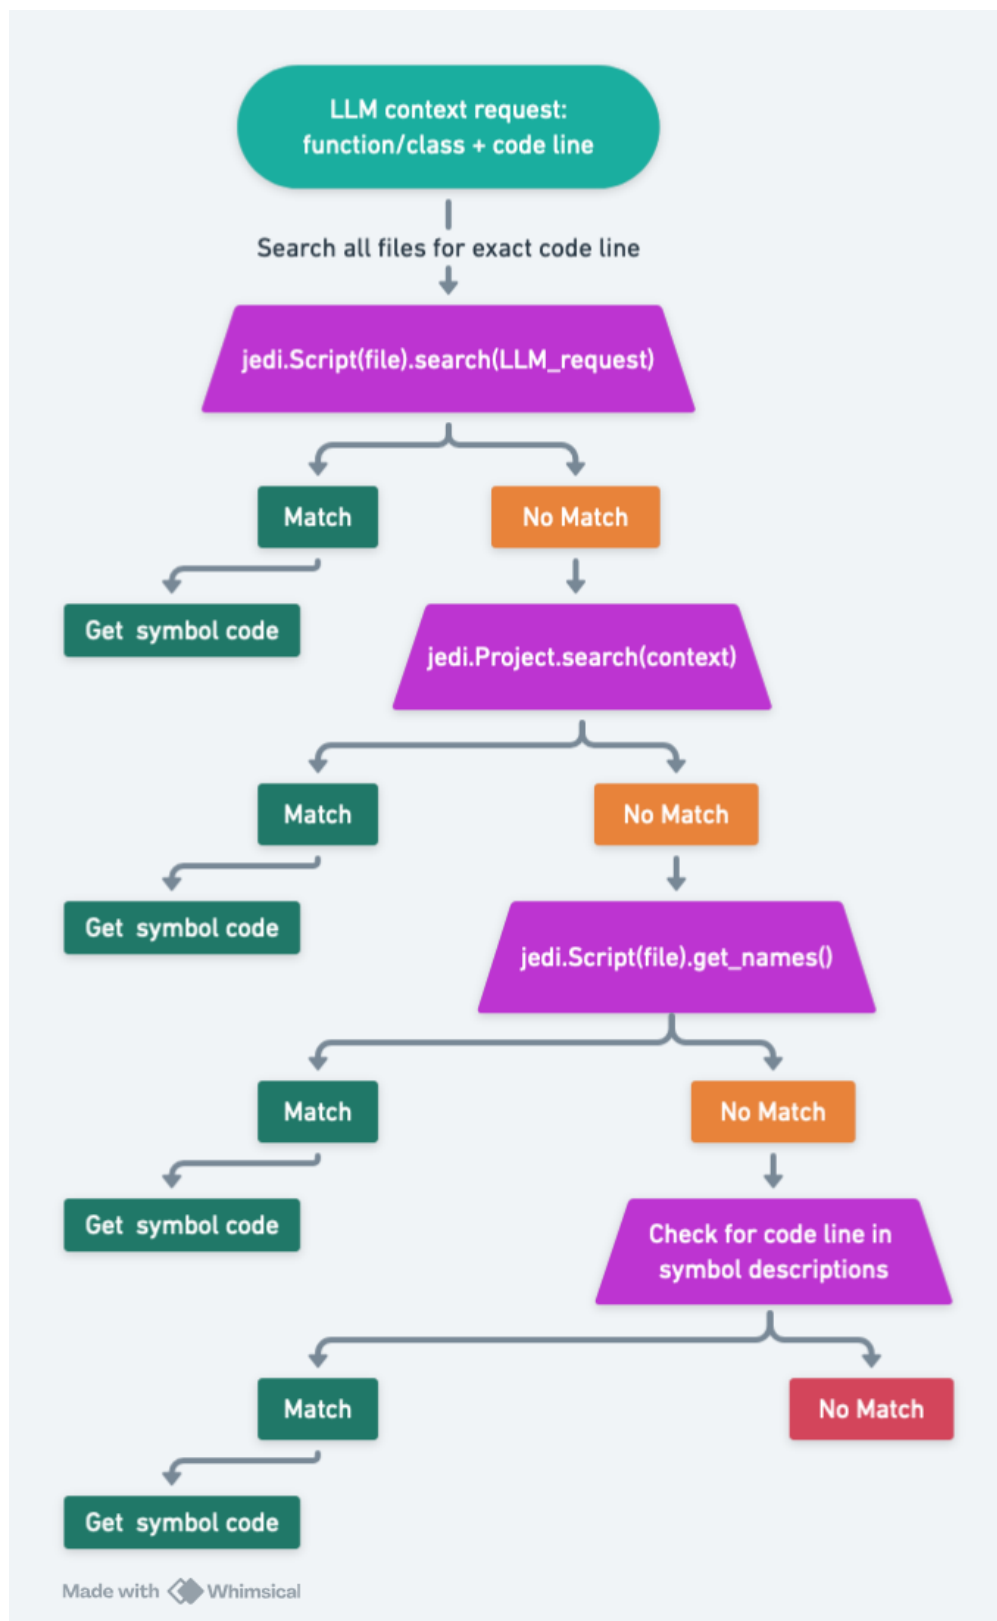 LLM context request:
function/class + code line
Search all files for exact code line
jedi.Script(file).search(LLM_request)
Match
No Match
Get symbol code
jedi.Project.search(context)
Match
No Match
Get symbol code
jedi.Script(file).get_names()
Match
No Match
Get symbol code
Check for code line in
symbol descriptions
Match
No Match
Get symbol code
Made with Whimsical